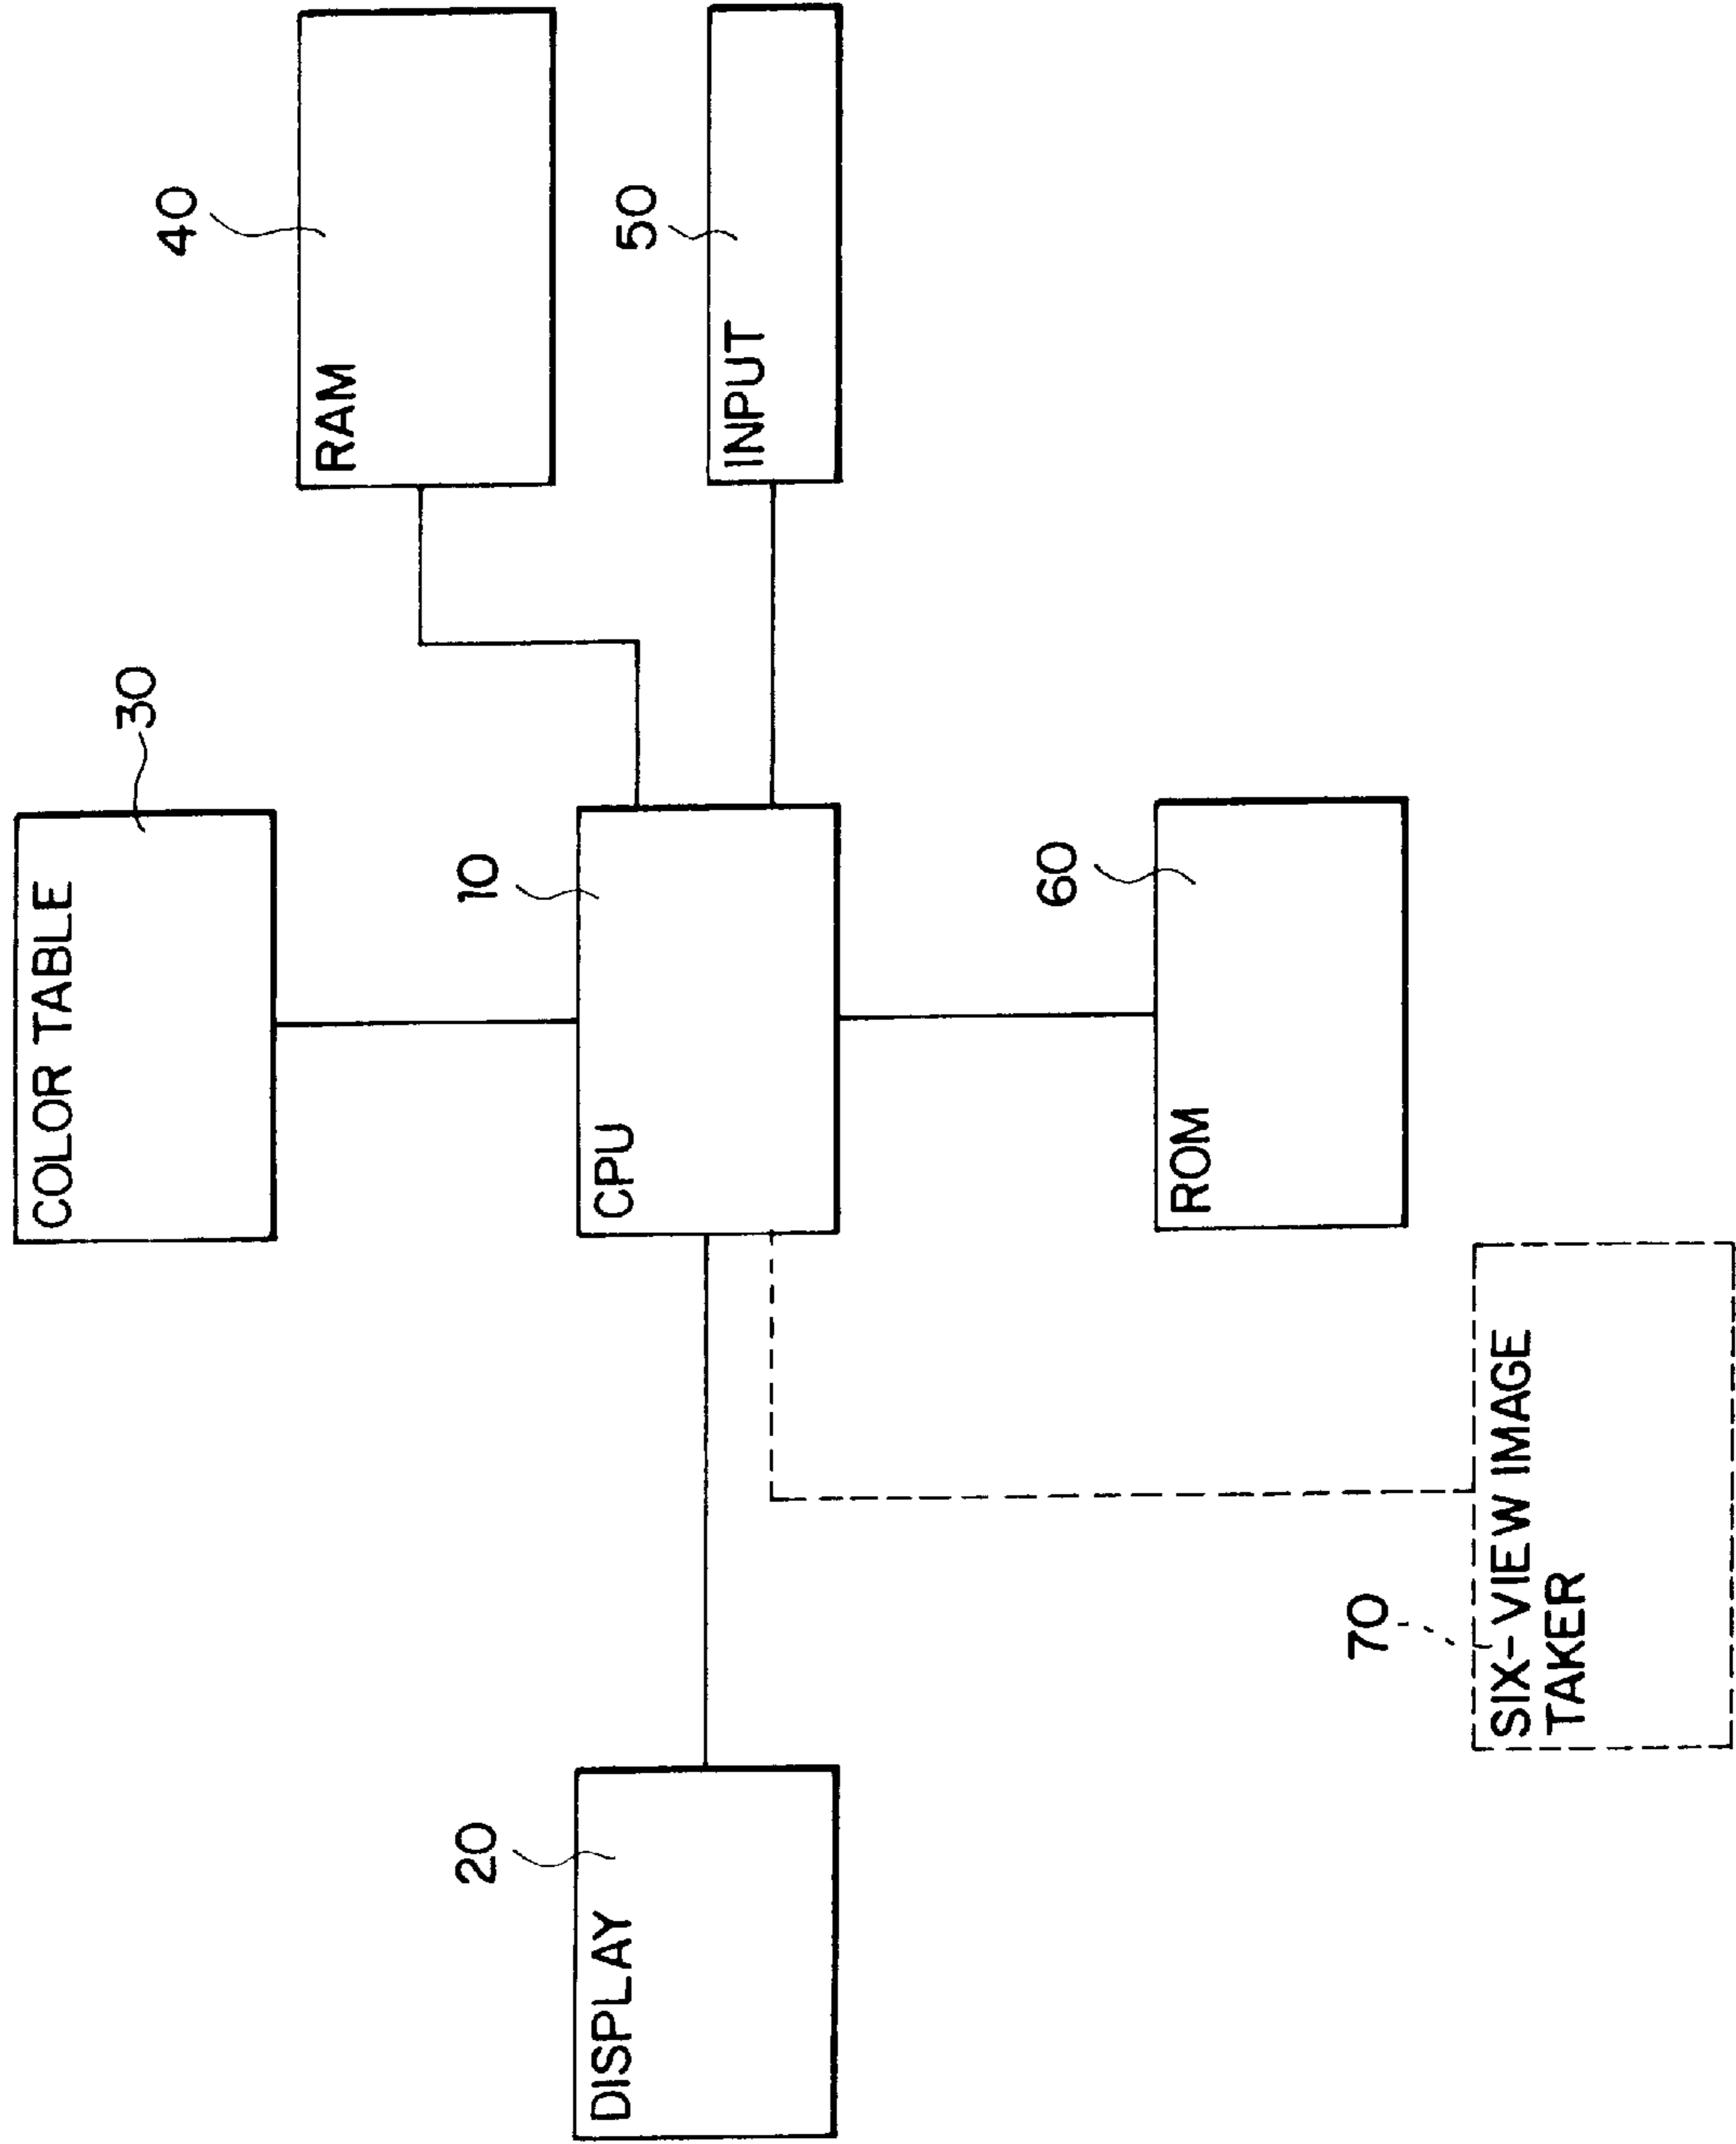 COLOR TABLE
30
RAM
40
CPU
10
INPUT
50
DISPLAY
20
ROM
60
SIX-VIEW IMAGE
TAKER
70